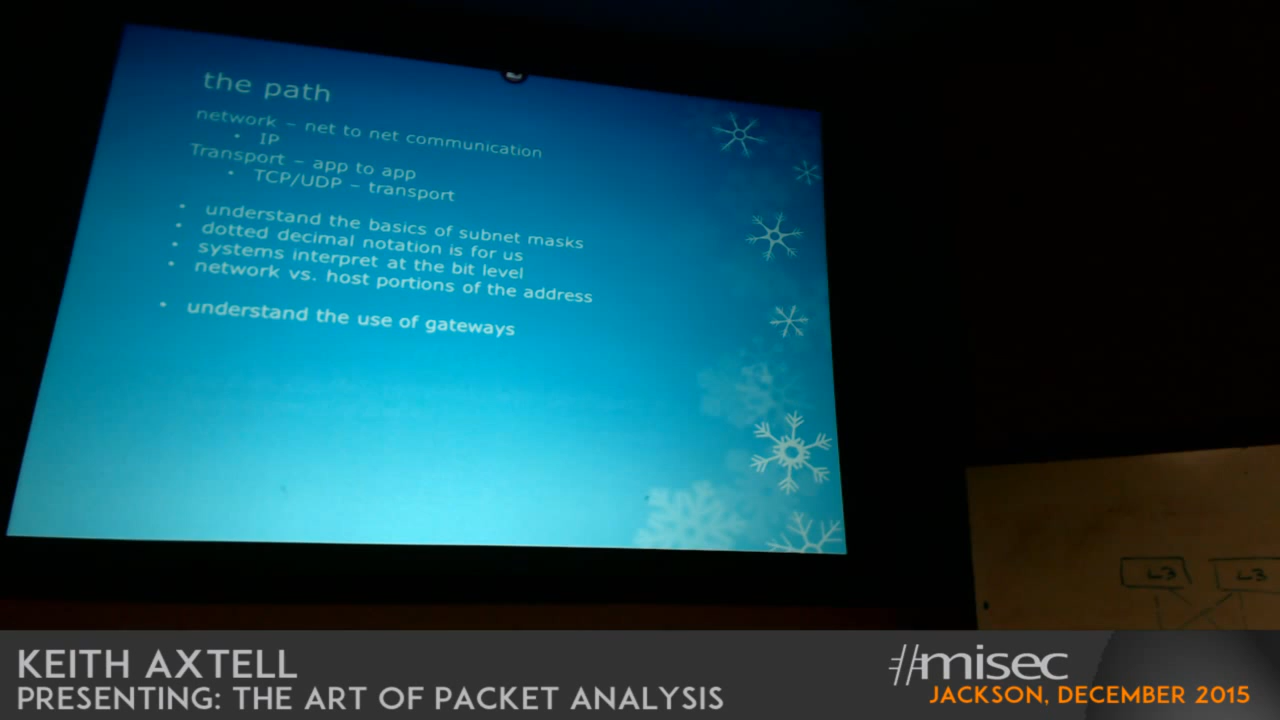 the path
network – net to net communication
• IP
Transport – app to app
• TCP/UDP – transport
• understand the basics of subnet masks
• dotted decimal notation is for us
• systems interpret at the bit level
• network vs. host portions of the address
• understand the use of gateways
L3 L3
KEITH AXTELL
PRESENTING: THE ART OF PACKET ANALYSIS
#misec
JACKSON, DECEMBER 2015